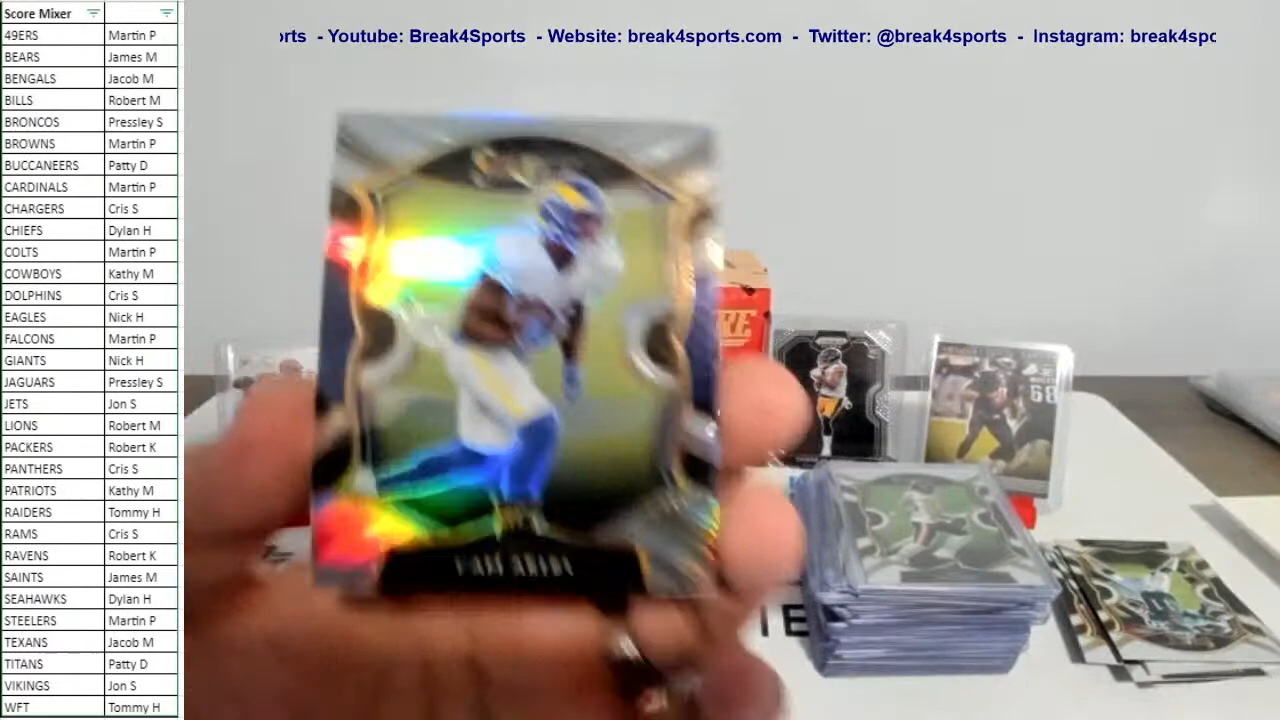 Score Mixer
rts - Youtube: Break4Sports - Website: break4sports.com - Twitter: @break4sports - Instagram: break4spo
49ERS Martin P
BEARS James M
BENGALS Jacob M
BILLS Robert M
BRONCOS Pressley S
BROWNS Martin P
BUCCANEERS Patty D
CARDINALS Martin P
CHARGERS Cris S
CHIEFS Dylan H
COLTS Martin P
COWBOYS Kathy M
DOLPHINS Cris S
EAGLES Nick H
FALCONS Martin P
GIANTS Nick H
JAGUARS Pressley S
JETS Jon S
LIONS Robert M
PACKERS Robert K
PANTHERS Cris S
PATRIOTS Kathy M
RAIDERS Tommy H
RAMS Cris S
RAVENS Robert K
SAINTS James M
SEAHAWKS Dylan H
STEELERS Martin P
TEXANS Jacob M
TITANS Patty D
VIKINGS Jon S
WFT Tommy H